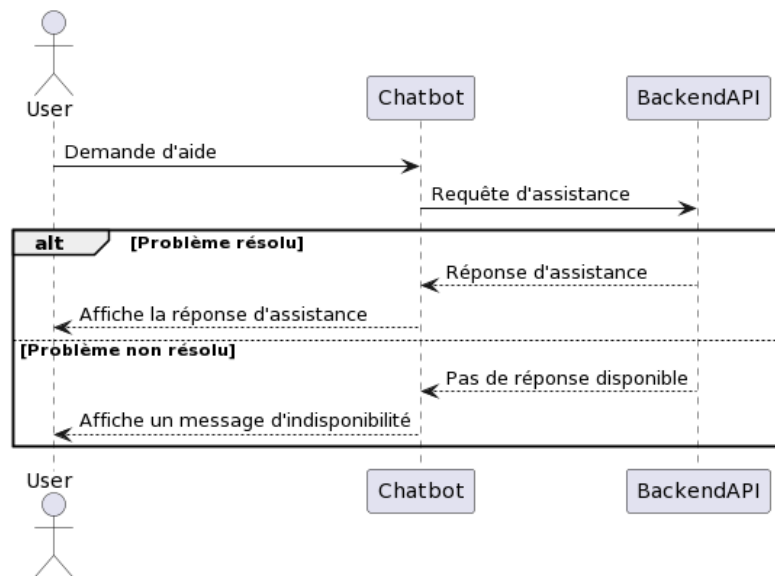 User
Chatbot
BackendAPI
Demande d'aide
Requête d'assistance
alt [Problème résolu]
Réponse d'assistance
Affiche la réponse d'assistance
[Problème non résolu]
Pas de réponse disponible
Affiche un message d'indisponibilité
User
Chatbot
BackendAPI